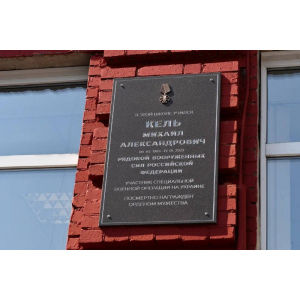 В ЭТОЙ ШКОЛЕ УЧИЛСЯ
КЕЛЬ
МИХАИЛ
АЛЕКСАНДРОВИЧ
РЯДОВОЙ ВООРУЖЕННЫХ
СИЛ РОССИЙСКОЙ
ФЕДЕРАЦИИ
УЧАСТНИК СПЕЦИАЛЬНОЙ
ВОЕННОЙ ОПЕРАЦИИ НА УКРАИНЕ
ПОСМЕРТНО НАГРАЖДЕН
ОРДЕНОМ МУЖЕСТВА